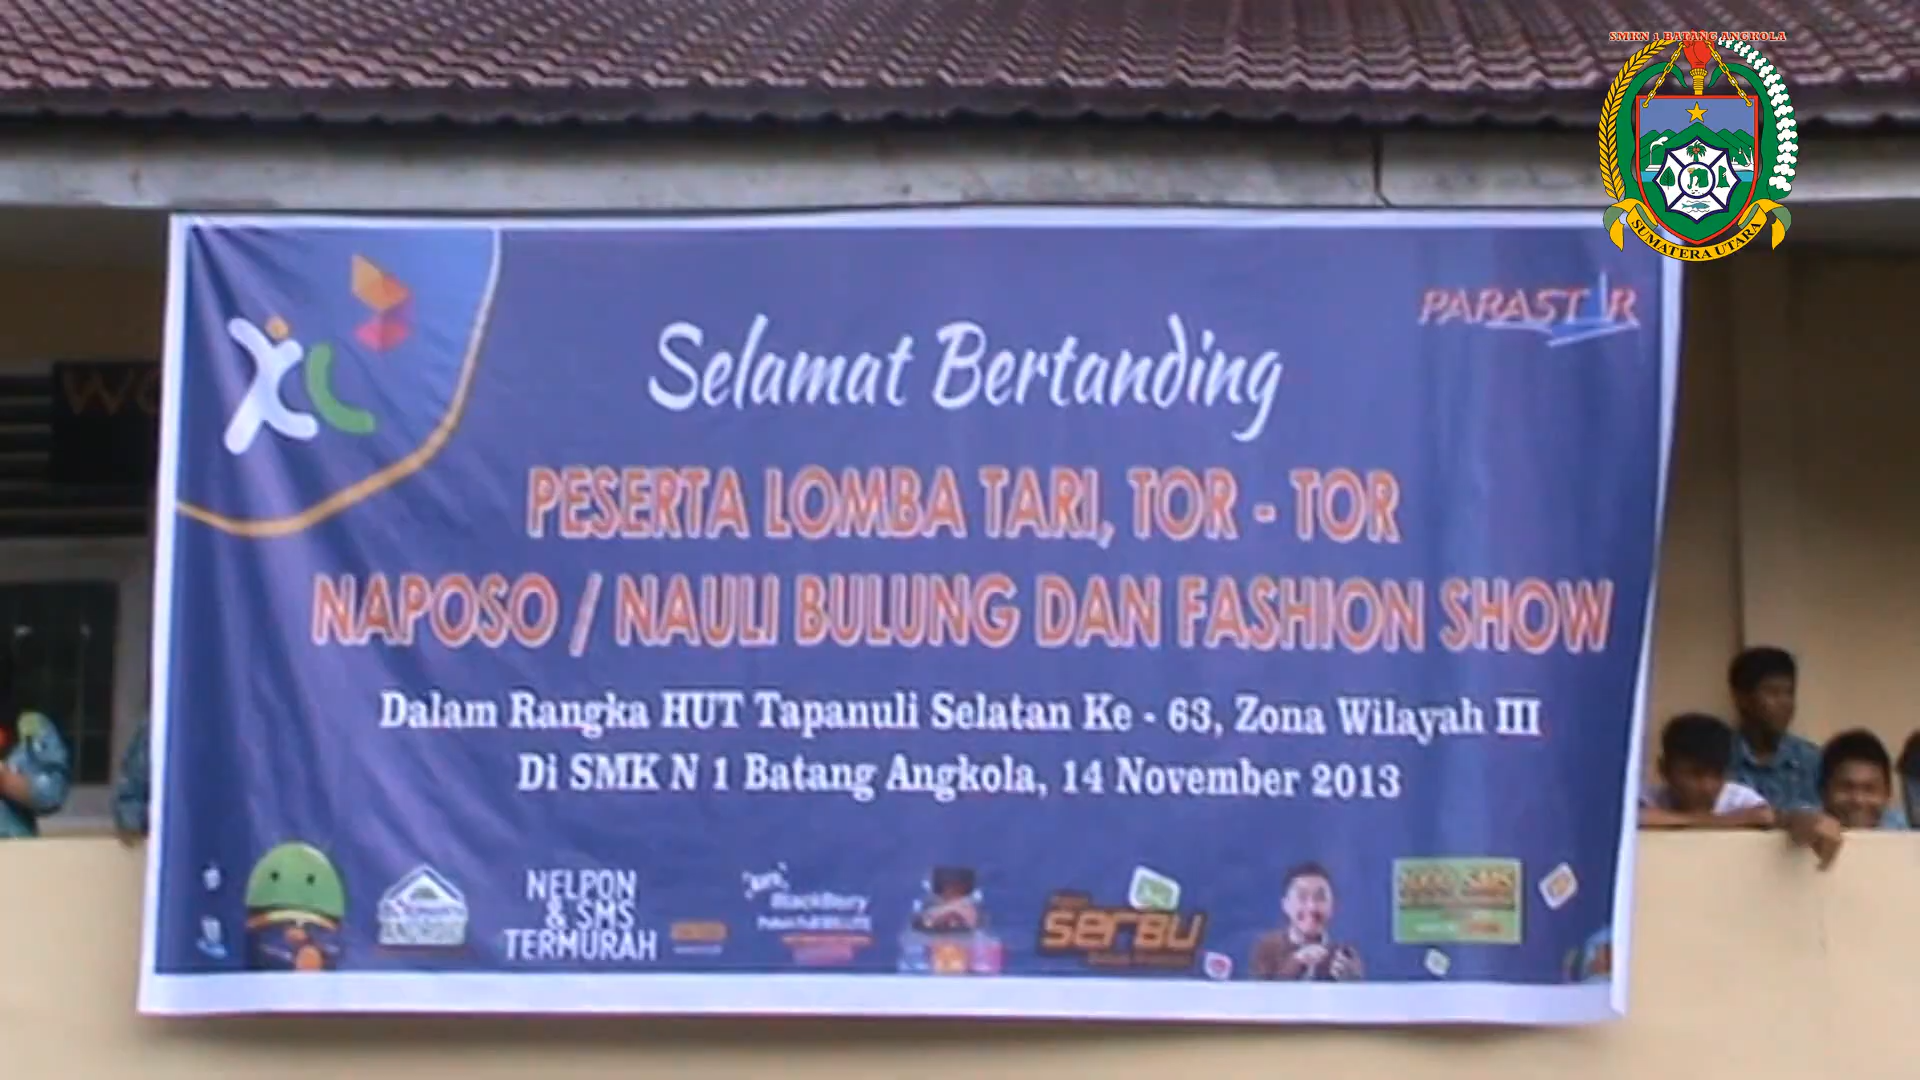 SMKN 1 BATANG ANGKOLA
SUMATERA UTARA
XL
PARASTAR
Selamat Bertanding
PESERTA LOMBA TARI, TOR - TOR
NAPOSO / NAULI BULUNG DAN FASHION SHOW
Dalam Rangka HUT Tapanuli Selatan Ke - 63, Zona Wilayah III
Di SMK N 1 Batang Angkola, 14 November 2013
NELPON
& SMS
TERMURAH
BlackBerry
serbu
ANDROID
SMS